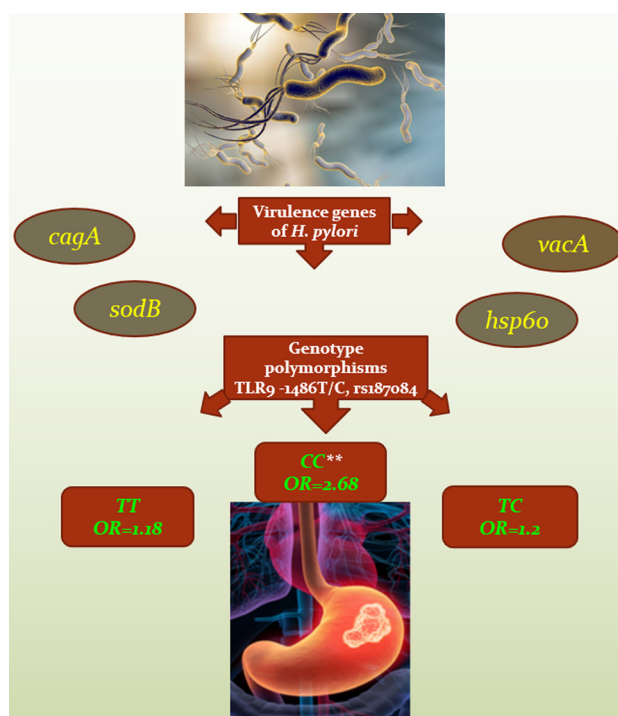 Virulence genes
of H. pylori
cagA
vacA
sodB
hsp60
Genotype
polymorphisms
TLR9 -1486T/C, rs187084
CC**
OR=2.68
TT
OR=1.18
TC
OR=1.2